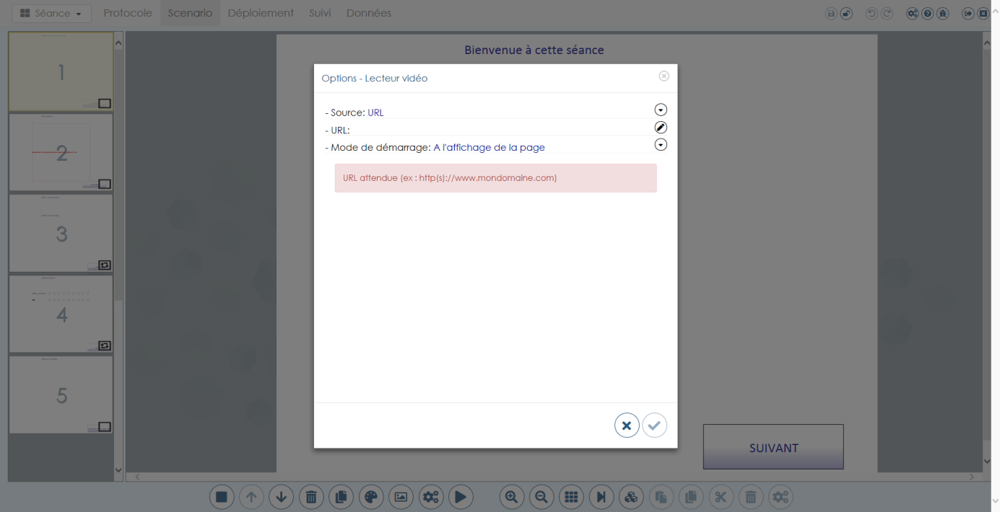 Séance
Protocole
Scenario
Déploiement
Suivi
Données
1
2
3
4
5
Bienvenue à cette séance
Options - Lecteur vidéo
- Source: URL
- URL:
- Mode de démarrage: A l'affichage de la page
URL attendue (ex : http(s)://www.mondomaine.com)
SUIVANT